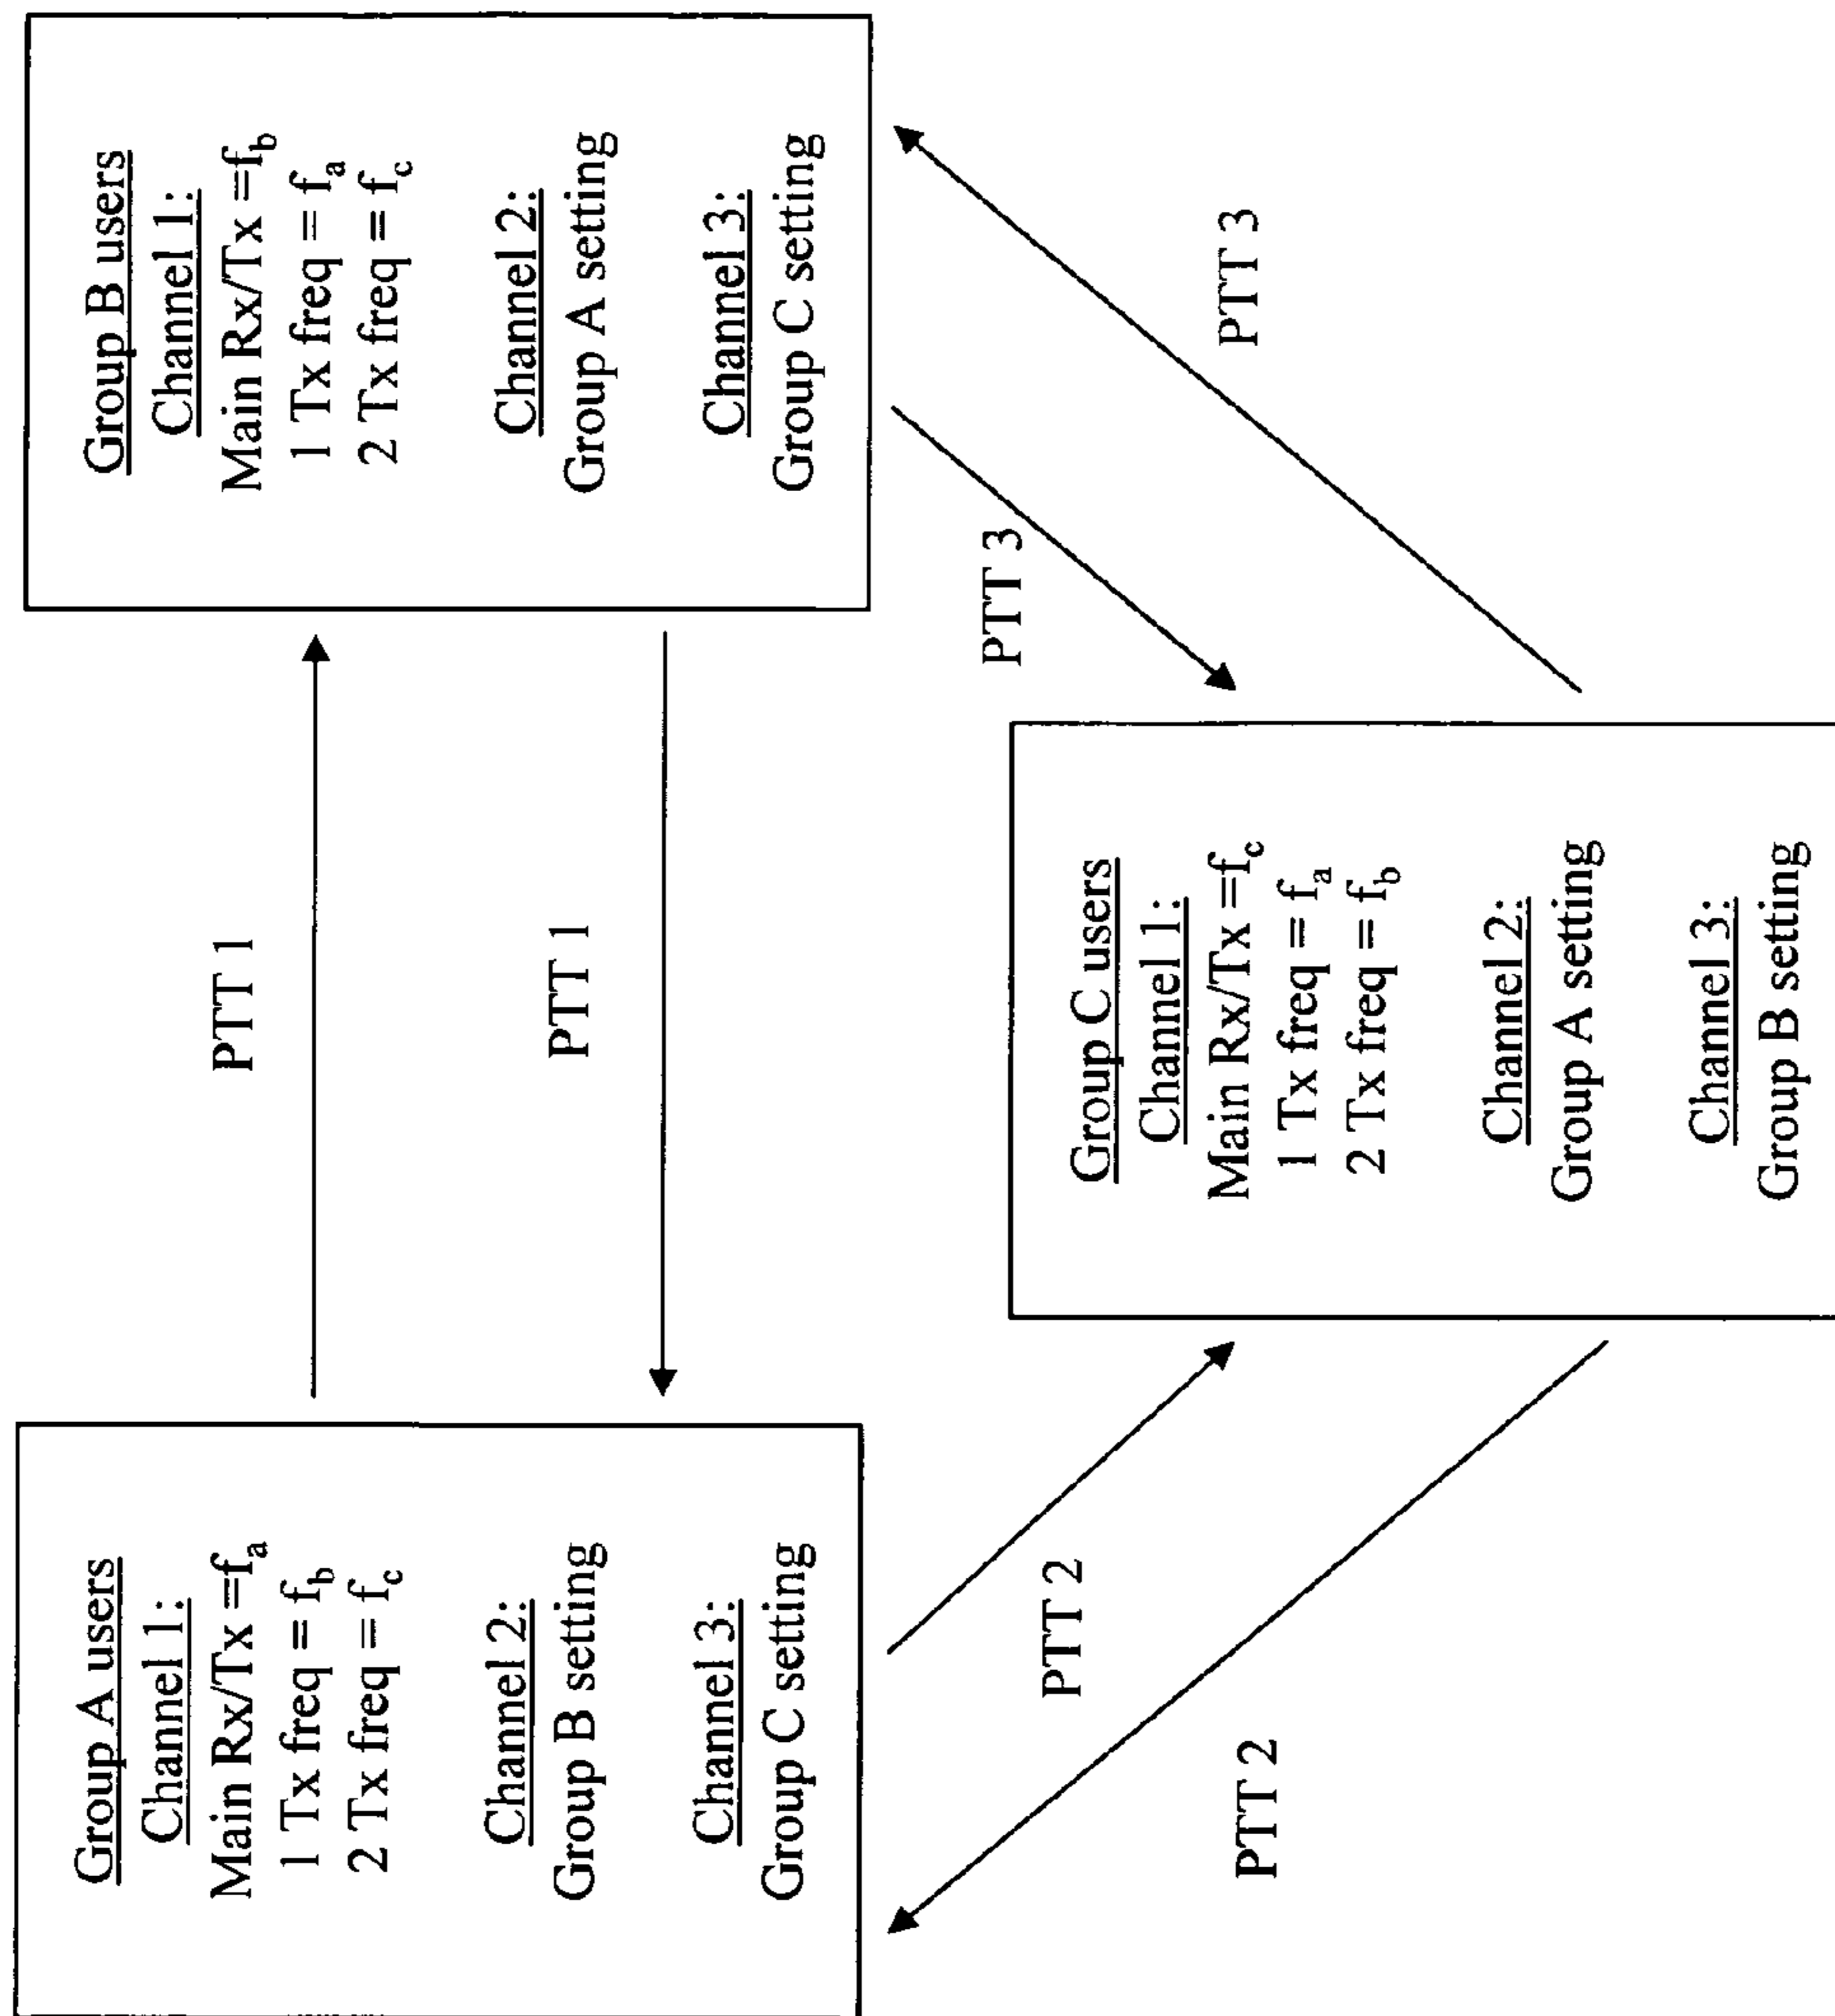 Group A users
Channel 1:
Main Rx/Tx =fa
1 Tx freq = fb
2 Tx freq = fc
Channel 2:
Group B setting
Channel 3:
Group C setting
PTT 1
PTT 1
Group B users
Channel 1:
Main Rx/Tx =fb
1 Tx freq = fa
2 Tx freq = fc
Channel 2:
Group A setting
Channel 3:
Group C setting
PTT 2
PTT 2
PTT 3
PTT 3
Group C users
Channel 1:
Main Rx/Tx =fc
1 Tx freq = fa
2 Tx freq = fb
Channel 2:
Group A setting
Channel 3:
Group B setting